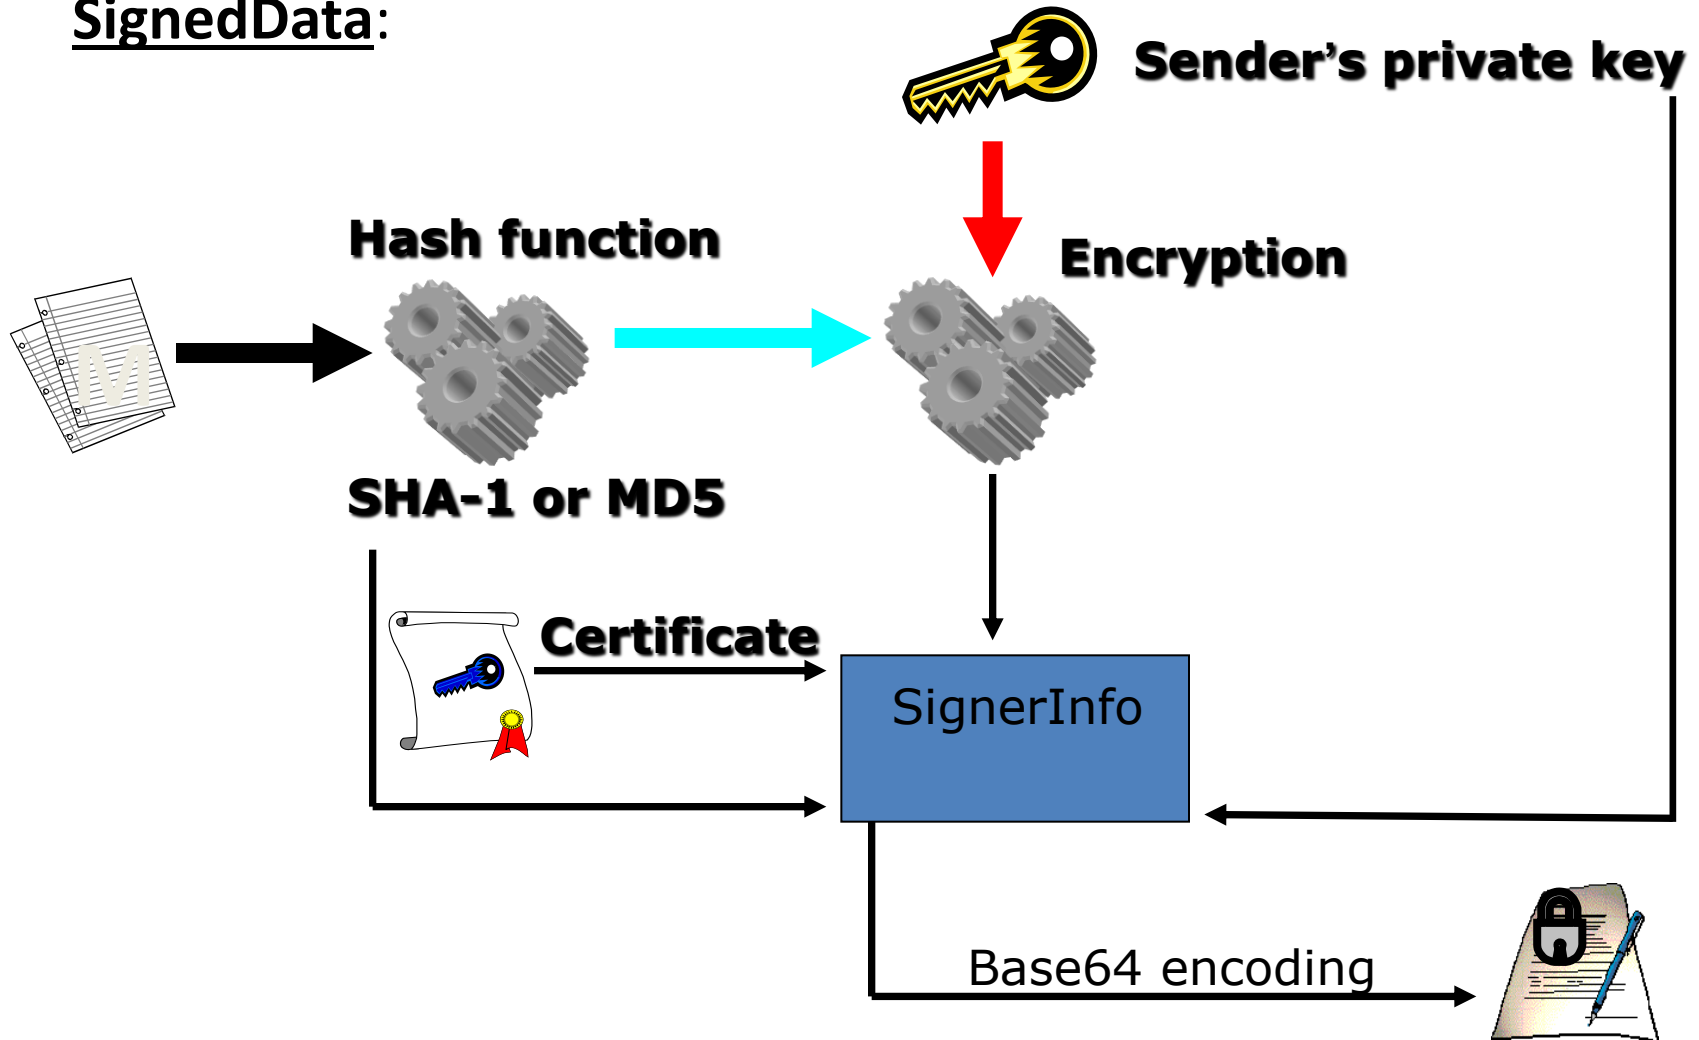 SignedData:
Sender's private key
Hash function
Encryption
M
SHA-1 or MD5
Certificate
SignerInfo
Base64 encoding